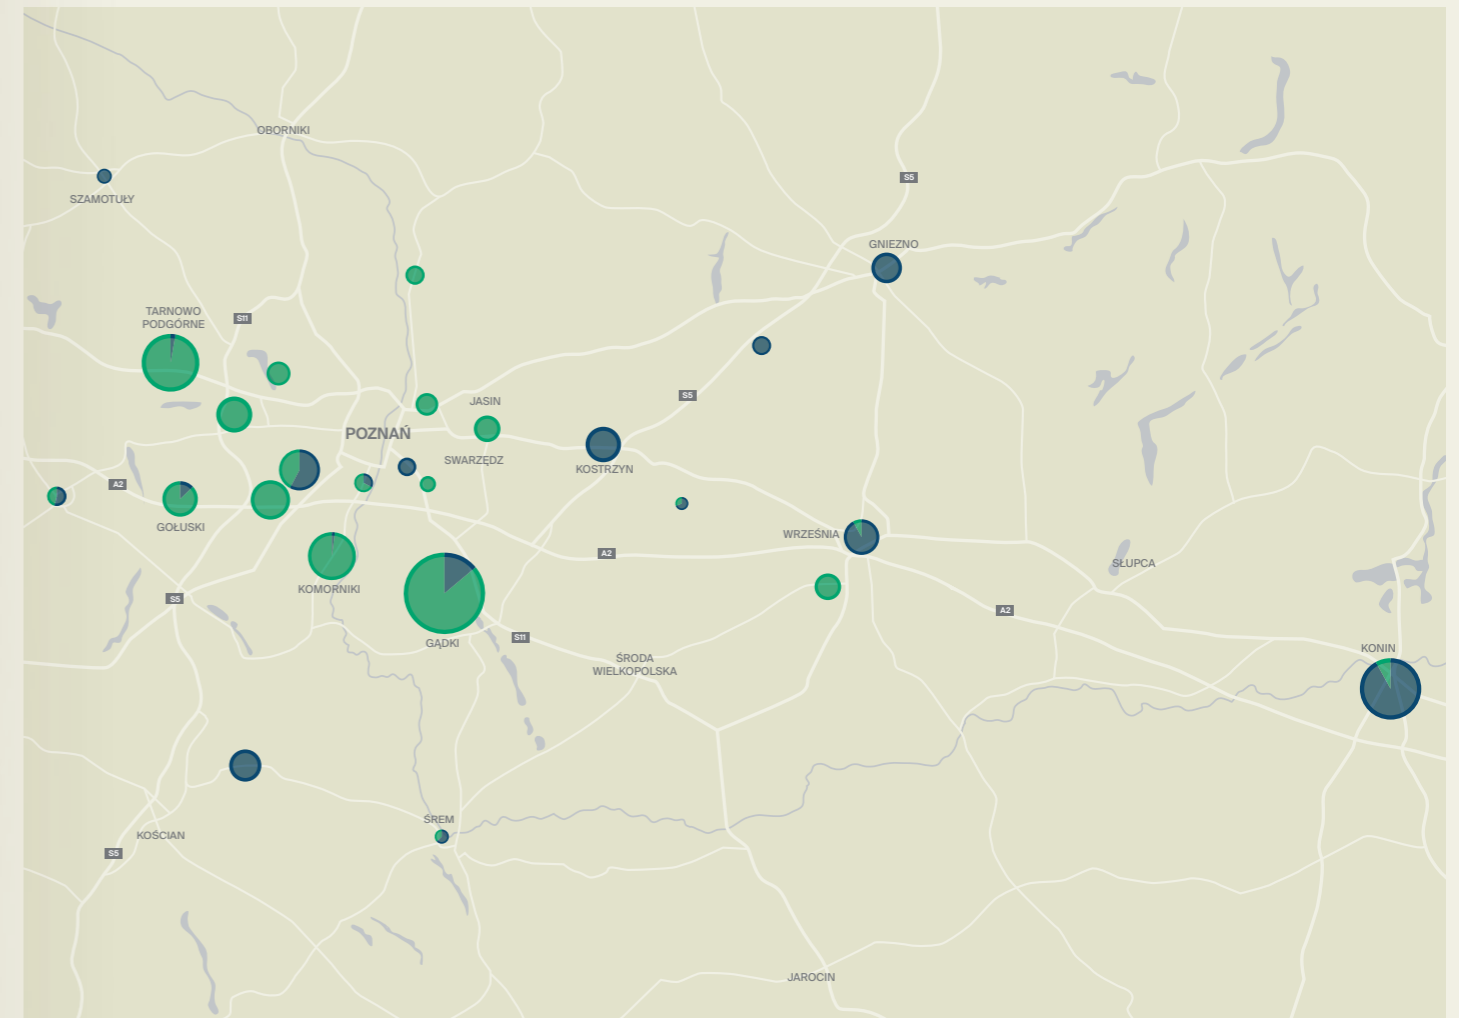 OBORNIKI
S5
SZAMOTUŁY
GNIEZNO
TARNOWO
PODGÓRNE
S11
S5
JASIN
POZNAŃ
SWARZĘDZ
KOSTRZYN
A2
GOŁUSKI
WRZEŚNIA
A2
SŁUPCA
KOMORNIKI
S5
A2
S11
GĄDKI
KONIN
ŚRODA
WIELKOPOLSKA
ŚREM
KOŚCIAN
S5
JAROCIN